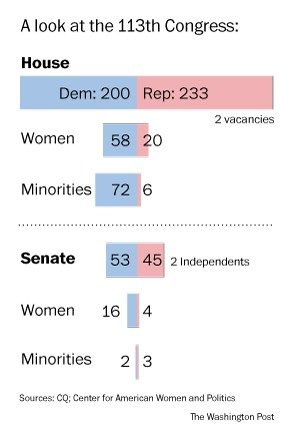 A look at the 113th Congress:
House
Dem: 200 Rep: 233
2 vacancies
Women 58 20
Minorities 72 6
Senate 53 45 2 Independents
Women 16 4
Minorities 2 3
Sources: CQ; Center for American Women and Politics
The Washington Post